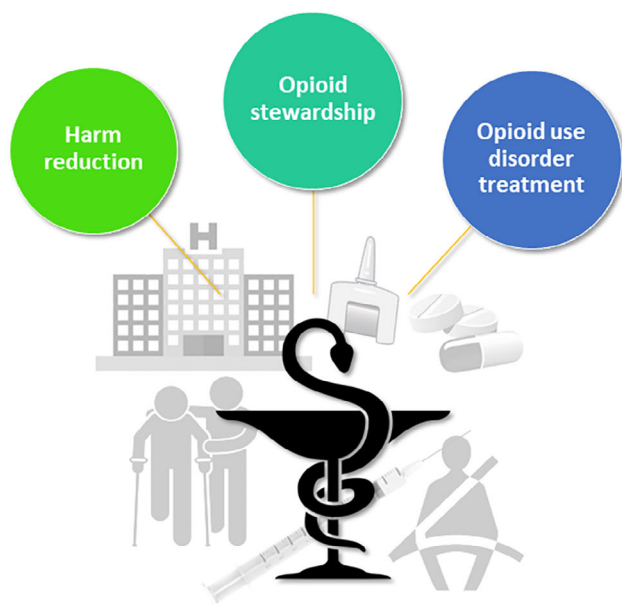 Harm
reduction
Opioid
stewardship
Opioid use
disorder
treatment
H